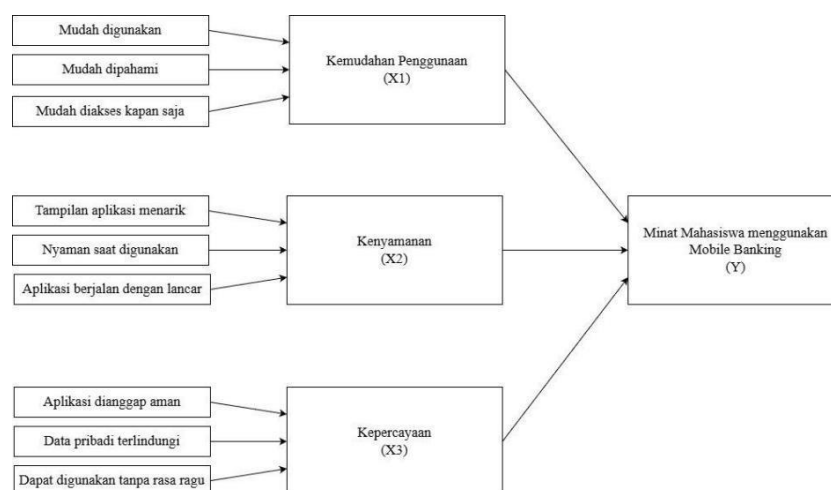 Mudah digunakan
Mudah dipahami
Mudah diakses kapan saja
Kemudahan Penggunaan
(X1)
Tampilan aplikasi menarik
Nyaman saat digunakan
Aplikasi berjalan dengan lancar
Kenyamanan
(X2)
Minat Mahasiswa menggunakan
Mobile Banking
(Y)
Aplikasi dianggap aman
Data pribadi terlindungi
Dapat digunakan tanpa rasa ragu
Kepercayaan
(X3)